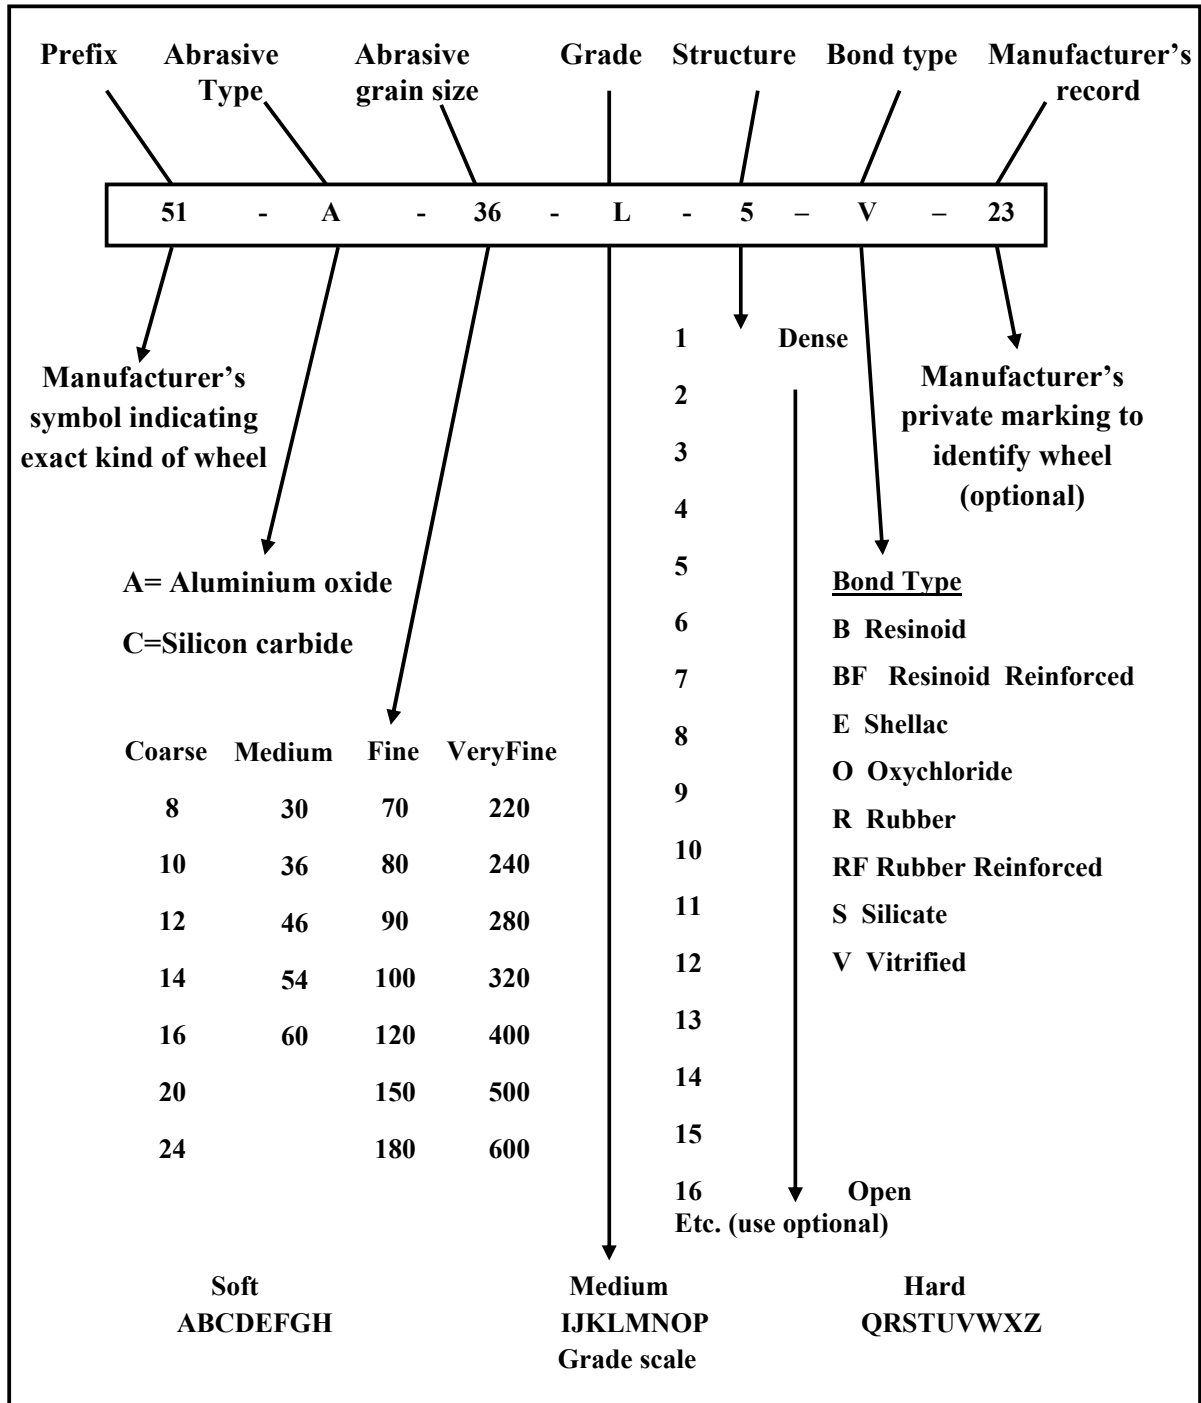 Prefix Abrasive Abrasive Grade Structure Bond type Manufacturer’s
Type grain size record
51 - A - 36 - L - 5 – V – 23
1 Dense
Manufacturer’s
symbol indicating
exact kind of wheel
2
3
4
5
6
7
8
9
10
11
12
13
14
15
16 Open
Etc. (use optional)
Manufacturer’s
private marking to
identify wheel
(optional)
A= Aluminium oxide
C=Silicon carbide
Bond Type
B Resinoid
BF Resinoid Reinforced
E Shellac
O Oxychloride
R Rubber
RF Rubber Reinforced
S Silicate
V Vitrified
Coarse Medium Fine VeryFine
8 30 70 220
10 36 80 240
12 46 90 280
14 54 100 320
16 60 120 400
20 150 500
24 180 600
Soft Medium Hard
ABCDEFGH IJKLMNOP QRSTUVWXZ
Grade scale